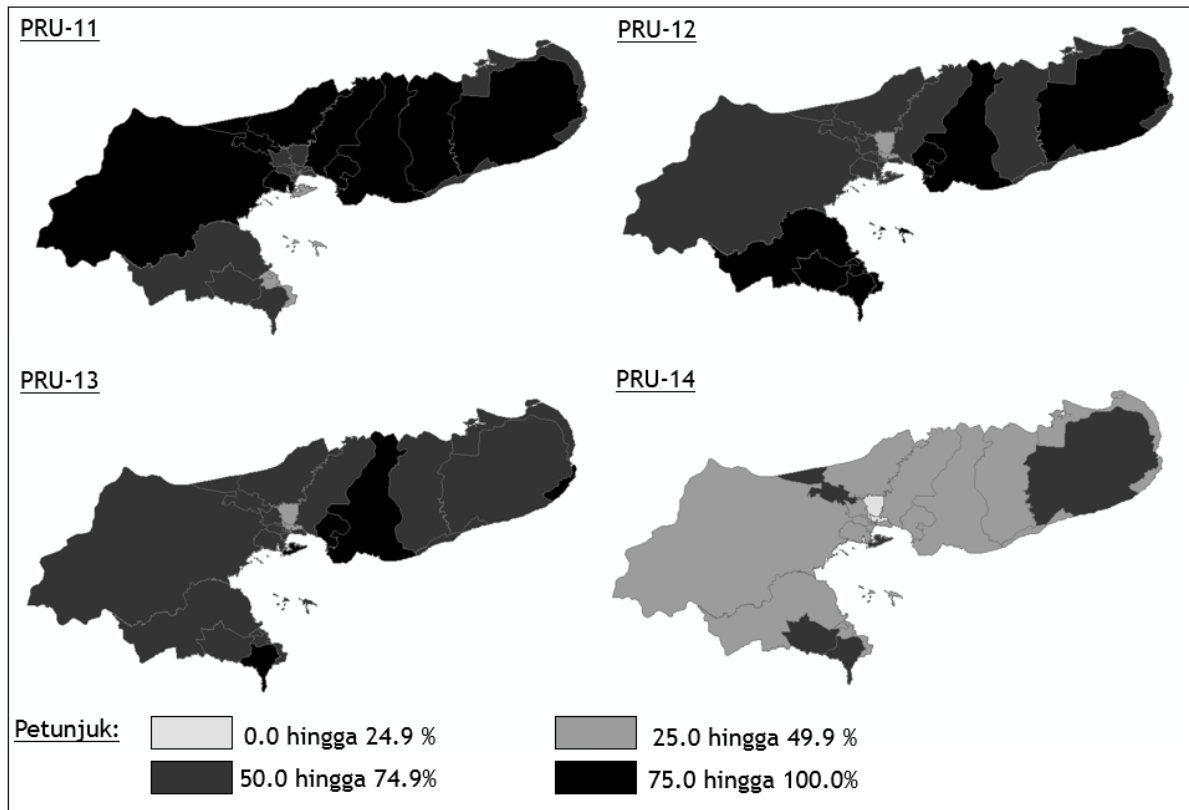 PRU-11
PRU-12
PRU-13
PRU-14
Petunjuk:
0.0 hingga 24.9 %
25.0 hingga 49.9 %
50.0 hingga 74.9%
75.0 hingga 100.0%